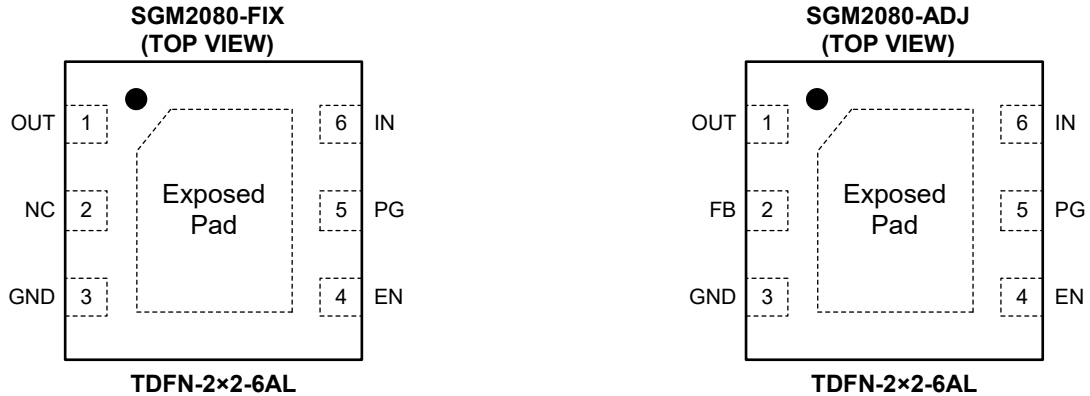 SGM2080-FIX
(TOP VIEW)
OUT 1 6 IN
NC 2 Exposed Pad 5 PG
GND 3 4 EN
TDFN-2×2-6AL
SGM2080-ADJ
(TOP VIEW)
OUT 1 6 IN
FB 2 Exposed Pad 5 PG
GND 3 4 EN
TDFN-2×2-6AL